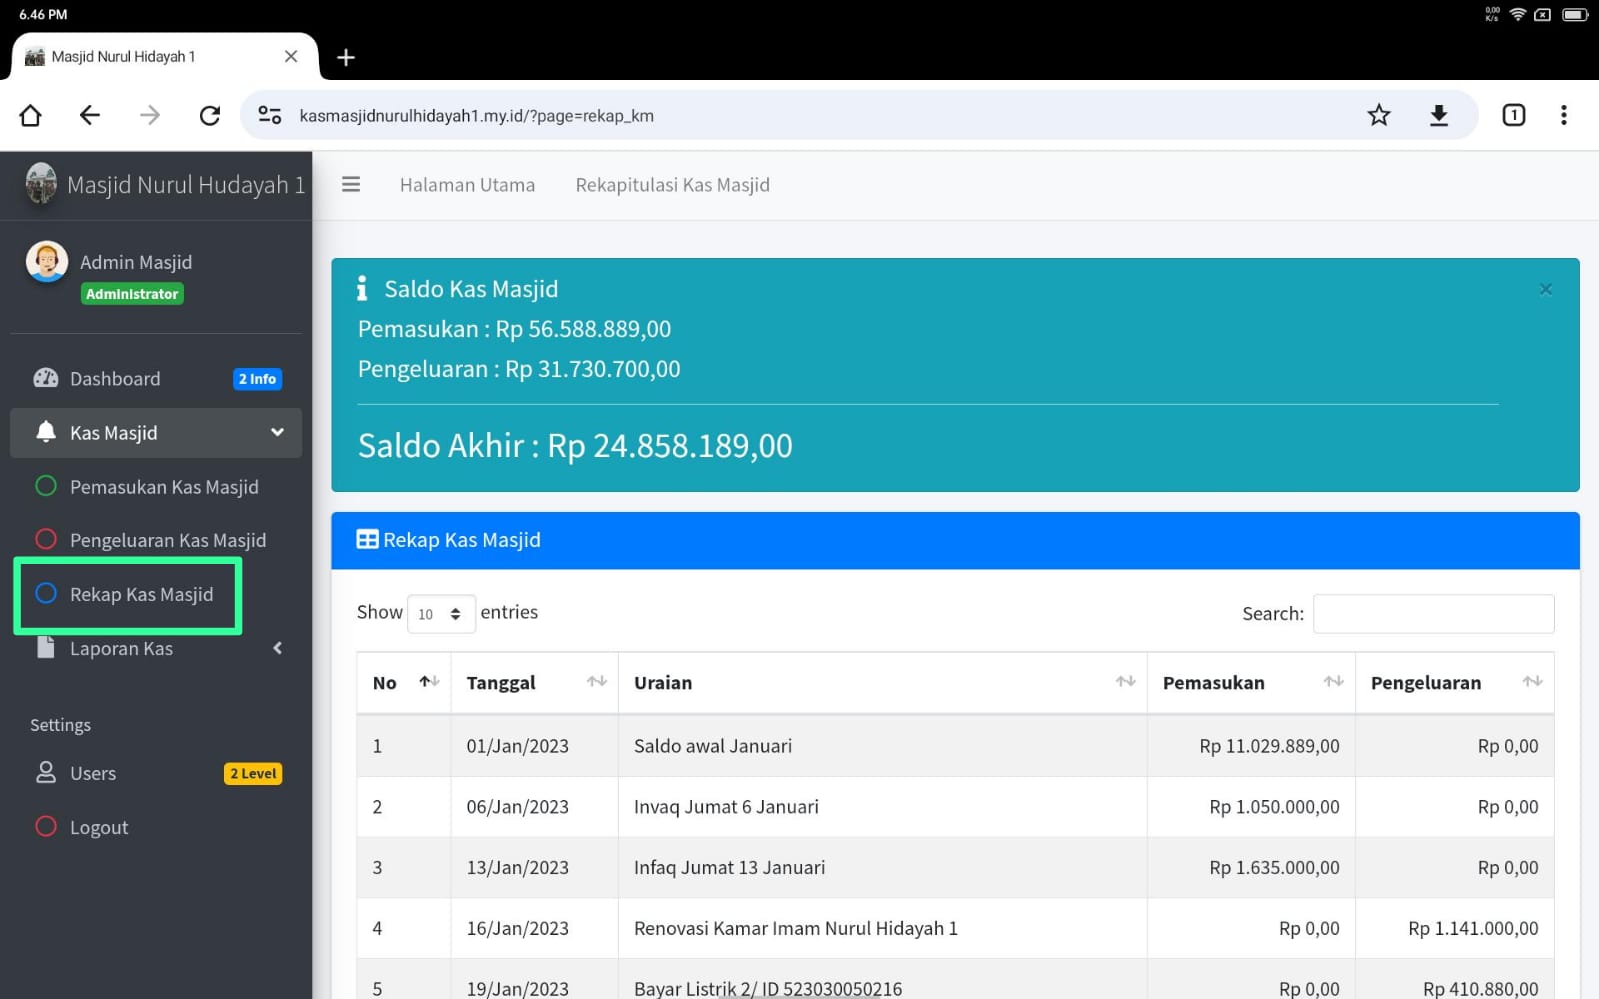 6.46 PM
0,00 K/s
Masjid Nurul Hidayah 1
kasmasjidnurulhidayah1.my.id/?page=rekap_km
1
Masjid Nurul Hudayah 1
Halaman Utama
Rekapitulasi Kas Masjid
Admin Masjid
Administrator
Dashboard
2 Info
Kas Masjid
Pemasukan Kas Masjid
Pengeluaran Kas Masjid
Rekap Kas Masjid
Laporan Kas
Settings
Users
2 Level
Logout
Saldo Kas Masjid
Pemasukan : Rp 56.588.889,00
Pengeluaran : Rp 31.730.700,00
Saldo Akhir : Rp 24.858.189,00
Rekap Kas Masjid
Show 10 entries
Search:
No Tanggal Uraian Pemasukan Pengeluaran
1 01/Jan/2023 Saldo awal Januari Rp 11.029.889,00 Rp 0,00
2 06/Jan/2023 Invaq Jumat 6 Januari Rp 1.050.000,00 Rp 0,00
3 13/Jan/2023 Infaq Jumat 13 Januari Rp 1.635.000,00 Rp 0,00
4 16/Jan/2023 Renovasi Kamar Imam Nurul Hidayah 1 Rp 0,00 Rp 1.141.000,00
5 19/Jan/2023 Bayar Listrik 2/ ID 523030050216 Rp 0,00 Rp 410.880,00